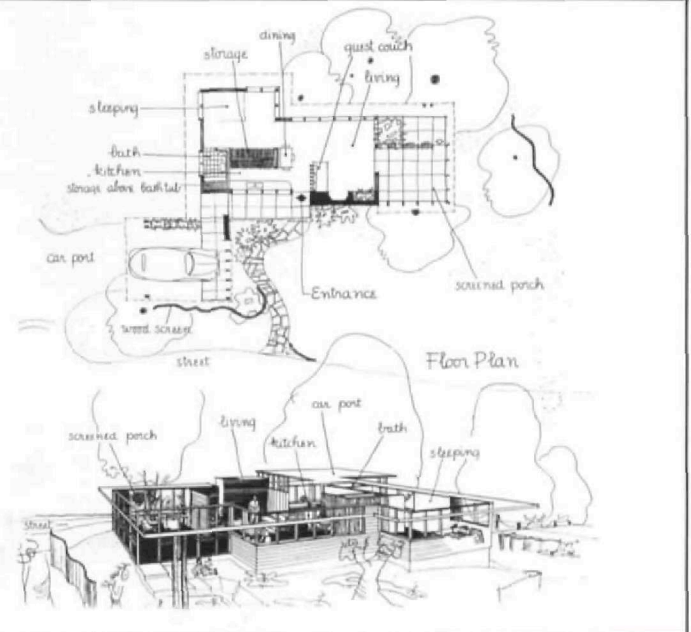 dining
storage
guest couch
living
sleeping
bath
kitchen
storage above bath tub
car port
Entrance
screened porch
wood screen
street
Floor Plan
car port
living
bath
kitchen
screened porch
sleeping
street